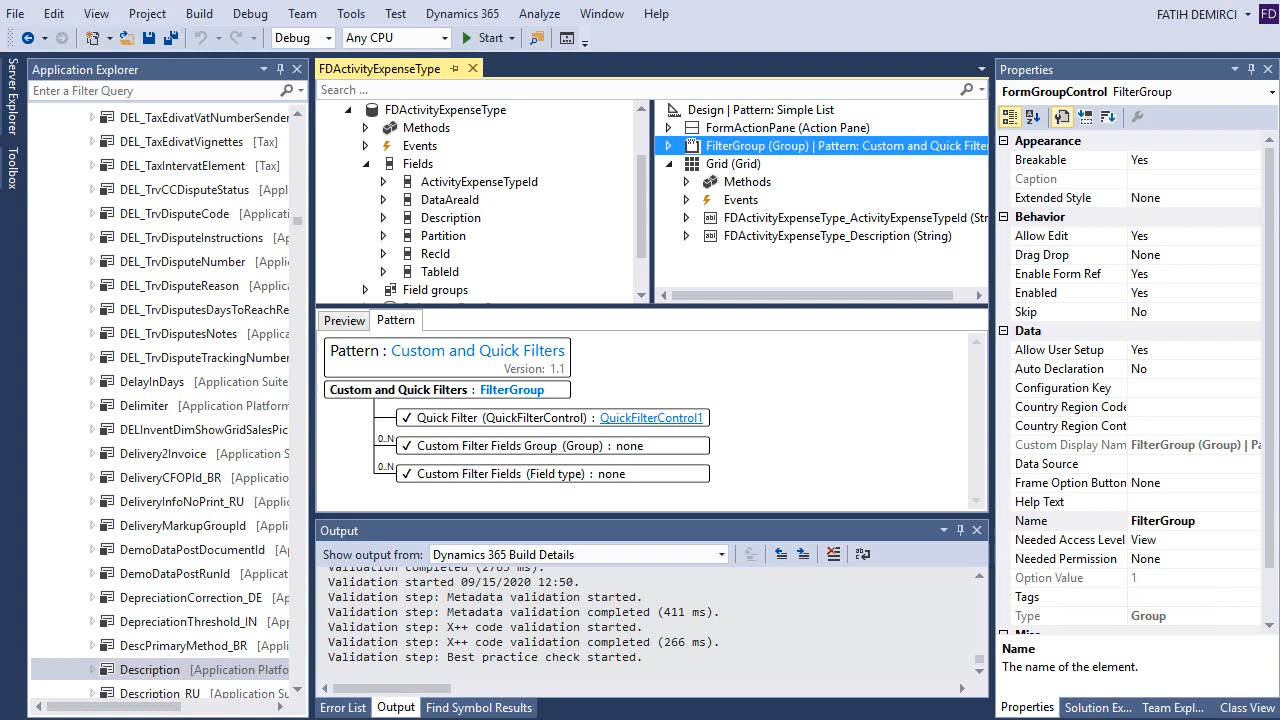 File Edit View Project Build Debug Team Tools Test Dynamics 365 Analyze Window Help FATIH DEMIRCI FD
Debug Any CPU Start
Server Explorer
Toolbox
Application Explorer
Enter a Filter Query
DEL_TaxEdivatVatNumberSender
DEL_TaxEdivatVignettes [Tax]
DEL_TaxIntervatElement [Tax]
DEL_TrvCCDisputeStatus [Applica
DEL_TrvDisputeCode [Applicatio
DEL_TrvDisputeInstructions [Ap
DEL_TrvDisputeNumber [Applica
DEL_TrvDisputeReason [Applicat
DEL_TrvDisputesDaysToReachRe
DEL_TrvDisputesNotes [Applicat
DEL_TrvDisputeTrackingNumber
DelayInDays [Application Suite
Delimiter [Application Platform
DELInventDimShowGridSalesPic
Delivery2Invoice [Application S
DeliveryCFOPId_BR [Applicatio
DeliveryInfoNoPrint_RU [Applic
DeliveryMarkupGroupId [Applic
DemoDataPostDocumentId [Ap
DemoDataPostRunId [Applicati
DepreciationCorrection_DE [Ap
DepreciationThreshold_IN [App
DescPrimaryMethod_BR [Applic
Description [Application Platfo
Description_RU [Application Su
FDActivityExpenseType
Search ...
FDActivityExpenseType
Methods
Events
Fields
ActivityExpenseTypeId
DataAreaId
Description
Partition
RecId
TableId
Field groups
Design | Pattern: Simple List
FormActionPane (Action Pane)
FilterGroup (Group) | Pattern: Custom and Quick Filter
Grid (Grid)
Methods
Events
FDActivityExpenseType_ActivityExpenseTypeId (Str
FDActivityExpenseType_Description (String)
Preview Pattern
Pattern : Custom and Quick Filters
Version: 1.1
Custom and Quick Filters : FilterGroup
✓ Quick Filter (QuickFilterControl) : QuickFilterControl1
0..N ✓ Custom Filter Fields Group (Group) : none
0..N ✓ Custom Filter Fields (Field type) : none
Output
Show output from: Dynamics 365 Build Details
Validation completed (2765 ms).
Validation started 09/15/2020 12:50.
Validation step: Metadata validation started.
Validation step: Metadata validation completed (411 ms).
Validation step: X++ code validation started.
Validation step: X++ code validation completed (266 ms).
Validation step: Best practice check started.
Error List Output Find Symbol Results
Properties
FormGroupControl FilterGroup
Appearance
Breakable Yes
Caption
Extended Style None
Behavior
Allow Edit Yes
Drag Drop None
Enable Form Ref Yes
Enabled Yes
Skip No
Data
Allow User Setup Yes
Auto Declaration No
Configuration Key
Country Region Code
Country Region Cont
Custom Display Nam FilterGroup (Group) | Pa
Data Source
Frame Option Button None
Help Text
Name FilterGroup
Needed Access Level View
Needed Permission None
Option Value 1
Tags
Type Group
Misc
Name
The name of the element.
Properties Solution Ex... Team Expl... Class View